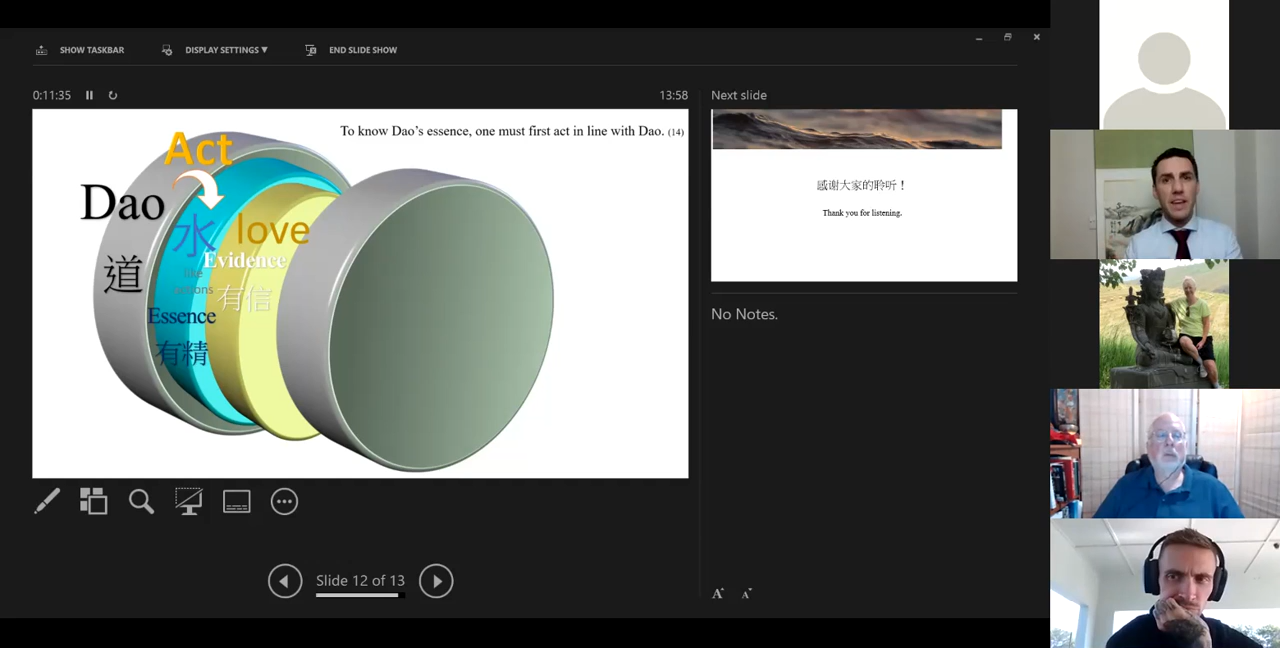 SHOW TASKBAR
DISPLAY SETTINGS ▼
END SLIDE SHOW
0:11:35
13:58
Next slide
To know Dao’s essence, one must first act in line with Dao. (14)
Act
Dao
水
love
Evidence
like
道
有信
Essence
有精
感谢大家的聆听！
Thank you for listening.
No Notes.
Slide 12 of 13
A
A